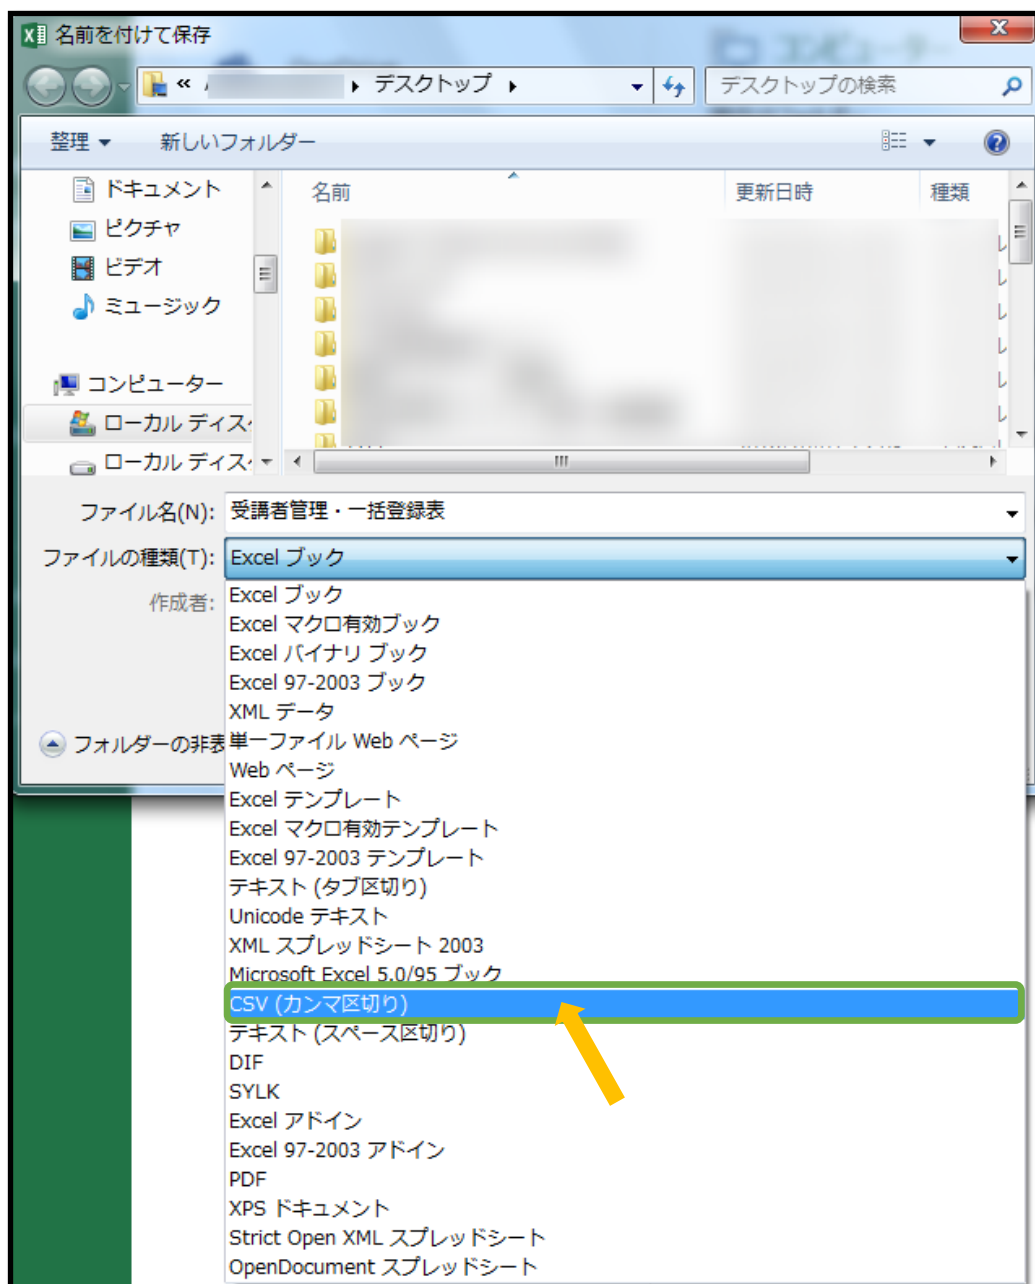 名前を付けて保存
« デスクトップ
デスクトップの検索
整理 新しいフォルダー
ドキュメント
ピクチャ
ビデオ
ミュージック
コンピューター
ローカル ディス
ローカル ディス
名前 更新日時 種類
ファイル名(N): 受講者管理・一括登録表
ファイルの種類(T): Excel ブック
作成者:
フォルダーの非表
Excel ブック
Excel マクロ有効ブック
Excel バイナリ ブック
Excel 97-2003 ブック
XML データ
単一ファイル Web ページ
Web ページ
Excel テンプレート
Excel マクロ有効テンプレート
Excel 97-2003 テンプレート
テキスト (タブ区切り)
Unicode テキスト
XML スプレッドシート 2003
Microsoft Excel 5.0/95 ブック
CSV (カンマ区切り)
テキスト (スペース区切り)
DIF
SYLK
Excel アドイン
Excel 97-2003 アドイン
PDF
XPS ドキュメント
Strict Open XML スプレッドシート
OpenDocument スプレッドシート